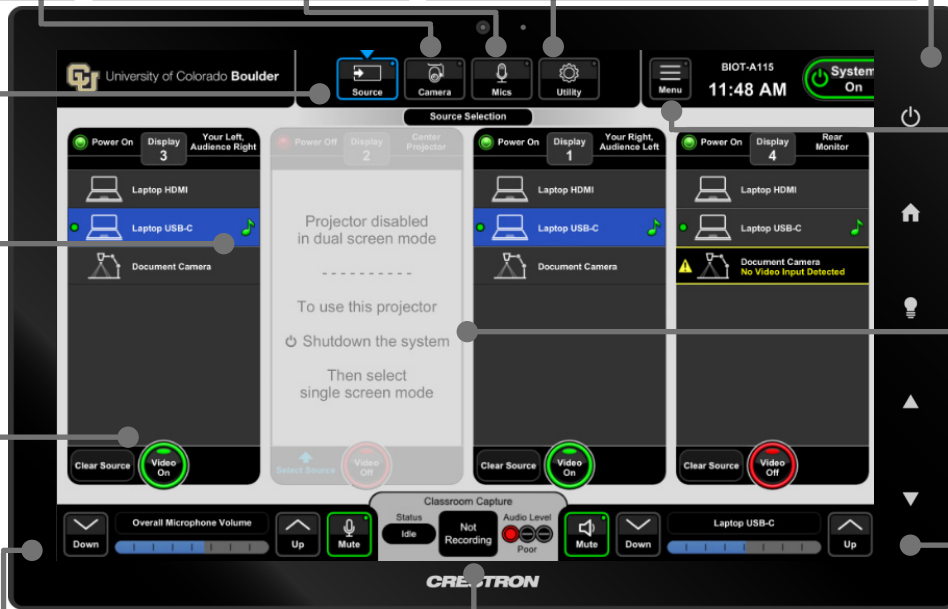 University of Colorado Boulder
Source
Camera
Mics
Utility
Menu
BIOT-A115
11:48 AM
System
On
Source Selection
Power On
Display
3
Your Left,
Audience Right
Laptop HDMI
Laptop USB-C
Document Camera
Clear Source
Video
On
Power Off
Display
2
Center
Projector
Projector disabled
in dual screen mode
- - - - - - - - - -
To use this projector
Shutdown the system
Then select
single screen mode
Select Source
Video
Off
Power On
Display
1
Your Right,
Audience Left
Laptop HDMI
Laptop USB-C
Document Camera
Clear Source
Video
On
Power On
Display
4
Rear
Monitor
Laptop HDMI
Laptop USB-C
Document Camera
No Video Input Detected
Clear Source
Video
Off
Down
Overall Microphone Volume
Up
Mute
Classroom Capture
Status
Idle
Not
Recording
Audio Level
Poor
Mute
Down
Laptop USB-C
Up
CRESTRON